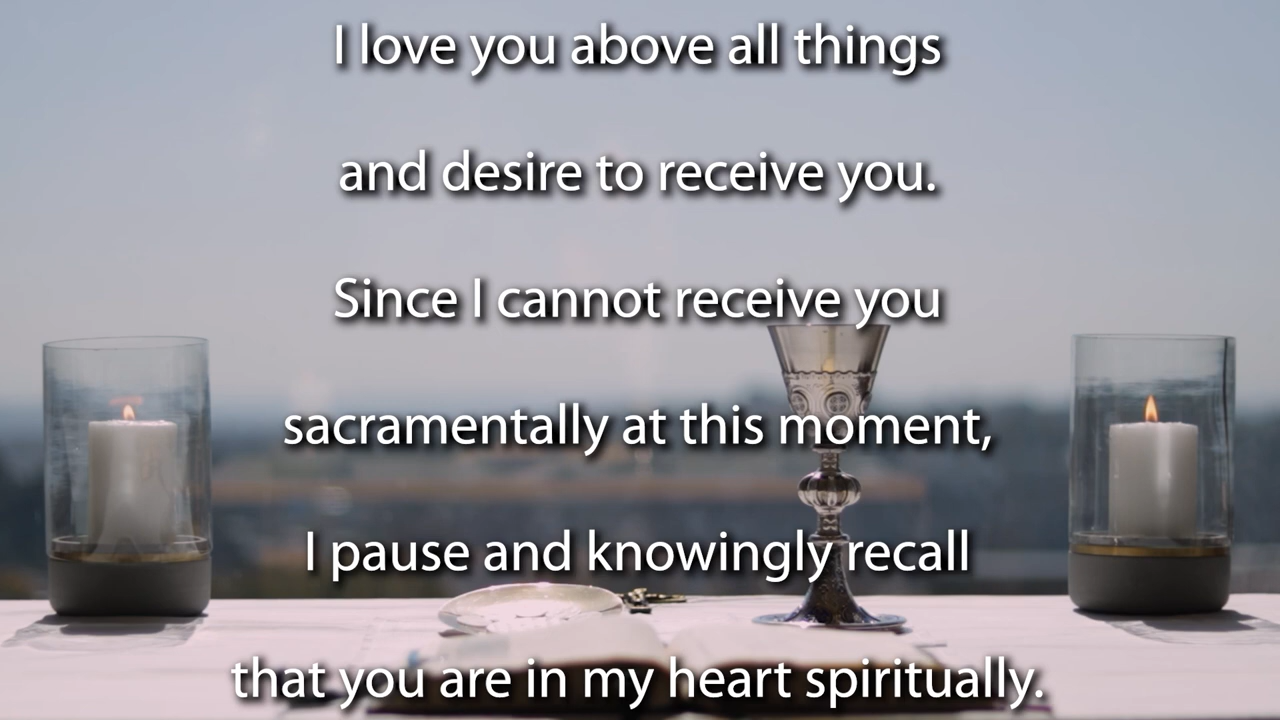 I love you above all things
and desire to receive you.
Since I cannot receive you
sacramentally at this moment,
I pause and knowingly recall
that you are in my heart spiritually.